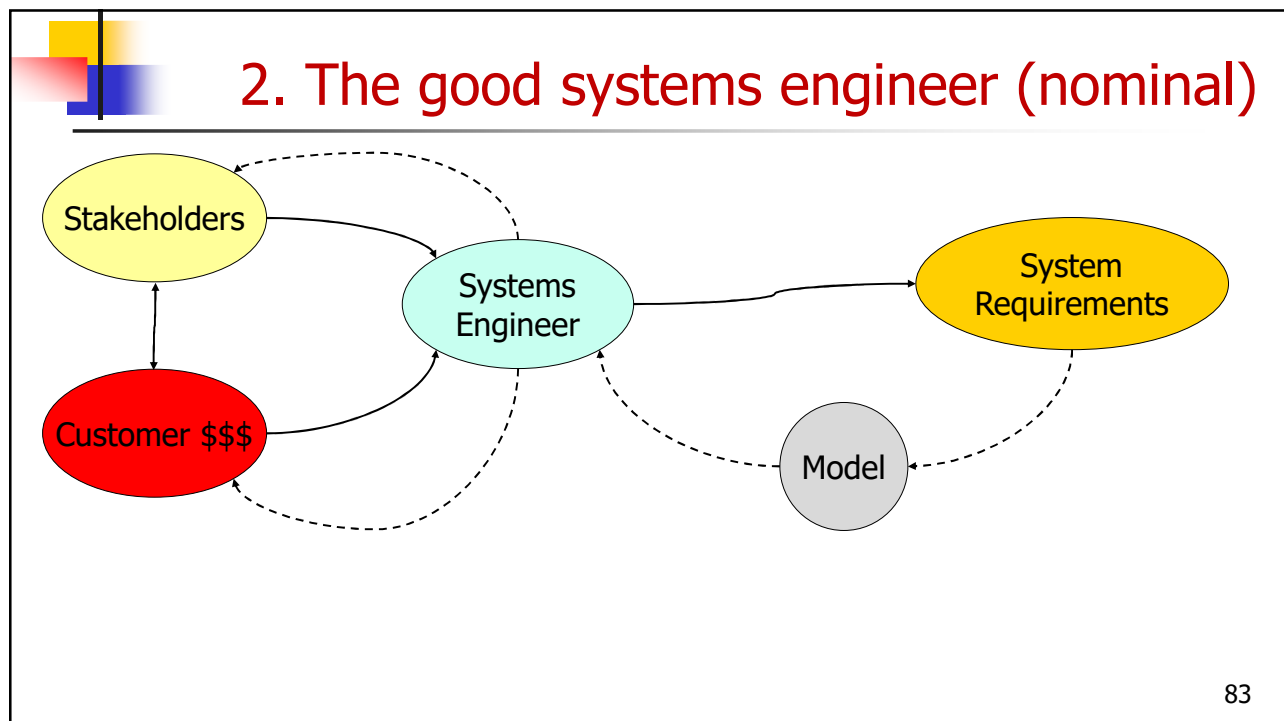 2. The good systems engineer (nominal)
Stakeholders
Systems
Engineer
System
Requirements
Customer $$$
Model
83